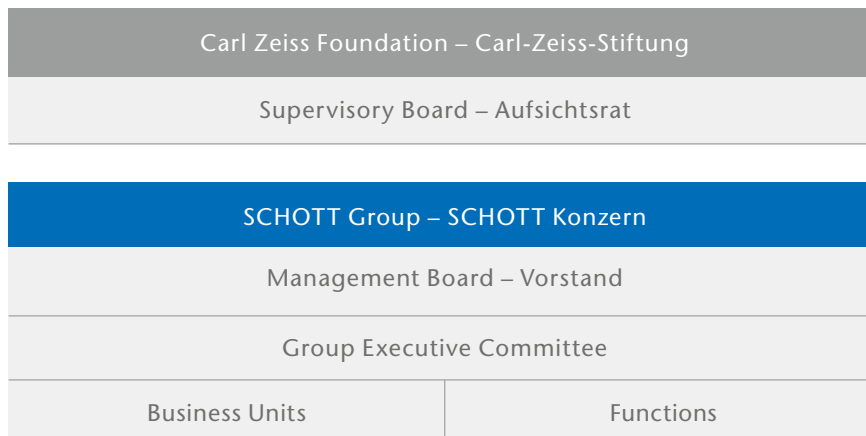 Carl Zeiss Foundation – Carl-Zeiss-Stiftung
Supervisory Board – Aufsichtsrat
SCHOTT Group – SCHOTT Konzern
Management Board – Vorstand
Group Executive Committee
Business Units
Functions